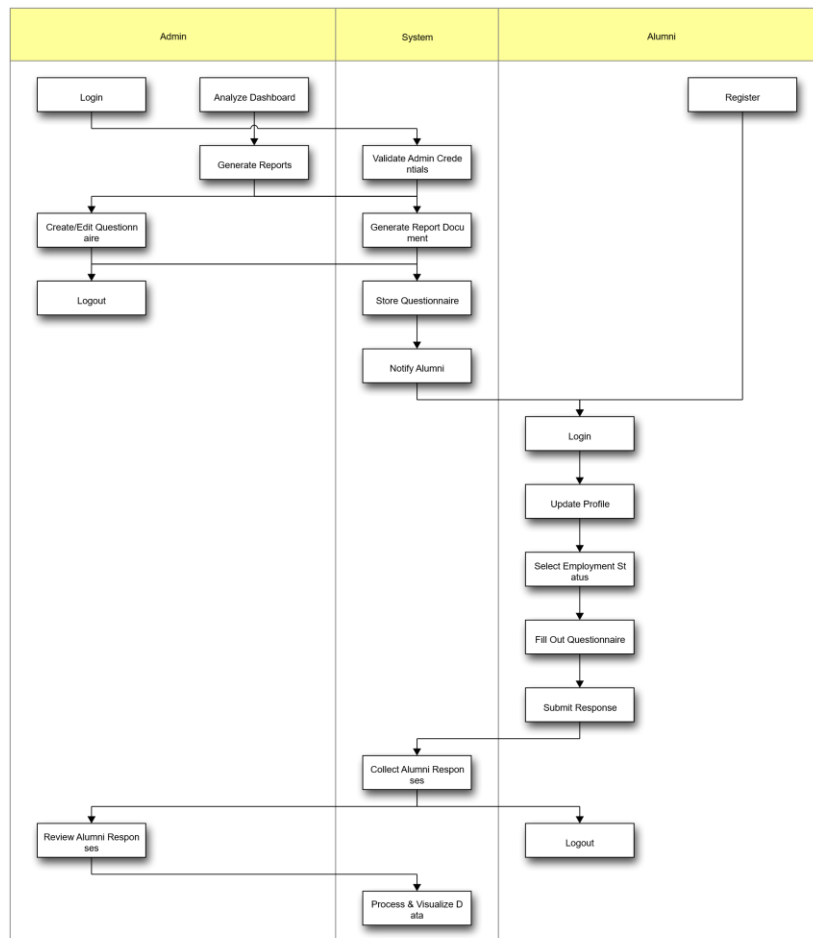 Admin
System
Alumni
Login
Analyze Dashboard
Register
Generate Reports
Validate Admin Crede
ntials
Create/Edit Questionn
aire
Generate Report Docu
ment
Logout
Store Questionnaire
Notify Alumni
Login
Update Profile
Select Employment St
atus
Fill Out Questionnaire
Submit Response
Collect Alumni Respon
ses
Review Alumni Respon
ses
Logout
Process & Visualize D
ata